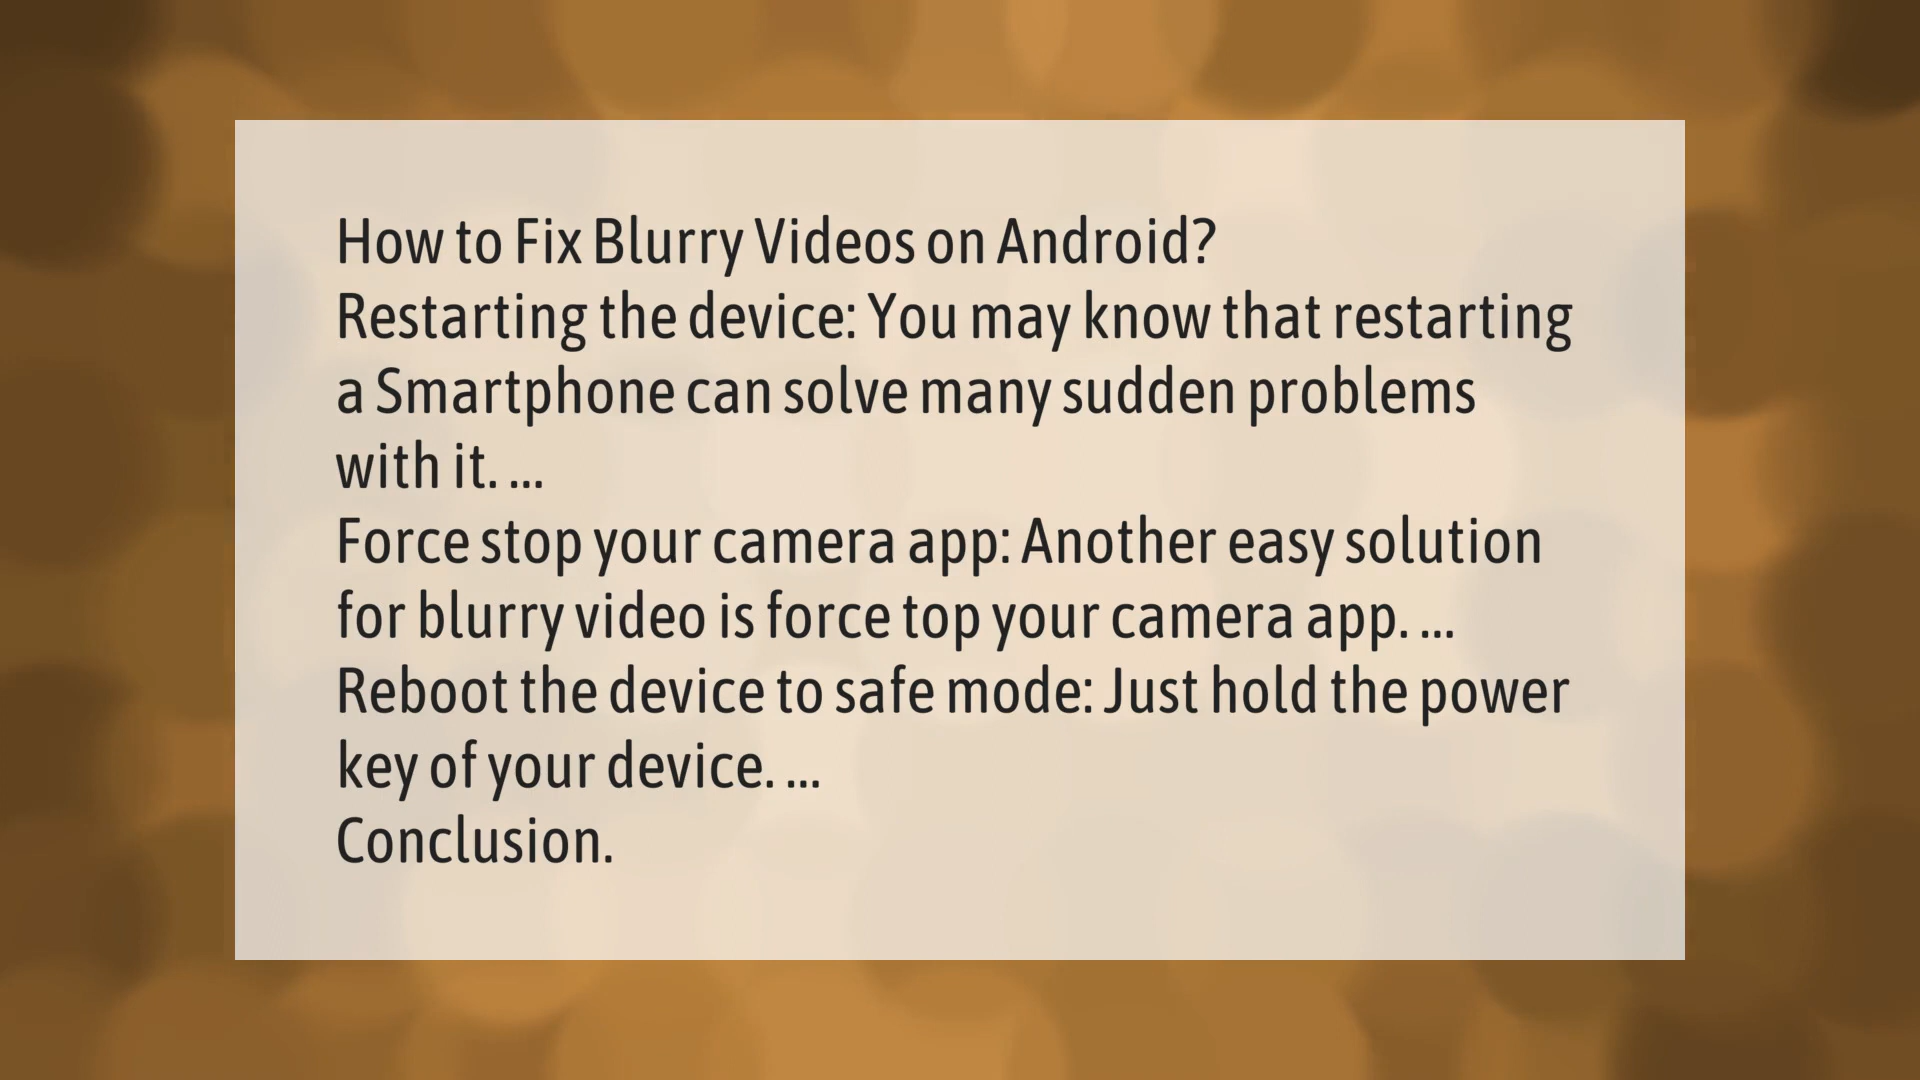 How to Fix Blurry Videos on Android?
Restarting the device: You may know that restarting
a Smartphone can solve many sudden problems
with it. ...
Force stop your camera app: Another easy solution
for blurry video is force top your camera app. ...
Reboot the device to safe mode: Just hold the power
key of your device. ...
Conclusion.